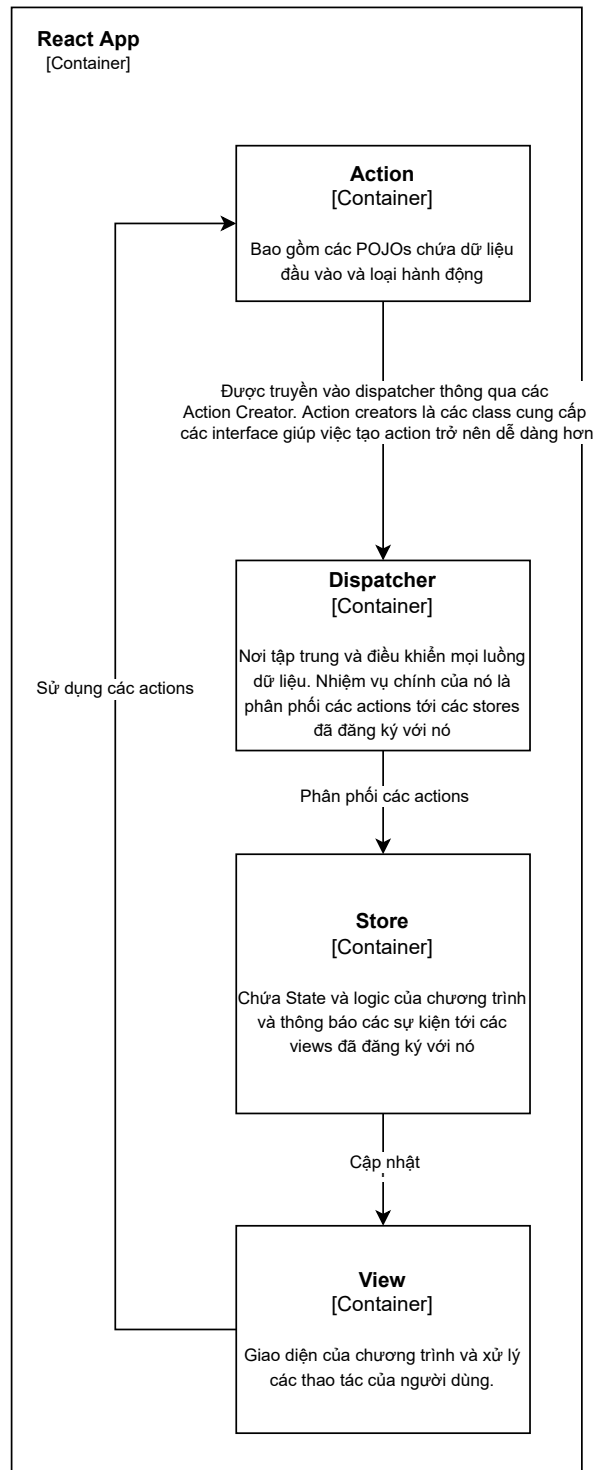 React App
[Container]
Action
[Container]
Bao gồm các POJOs chứa dữ liệu
đầu vào và loại hành động
Được truyền vào dispatcher thông qua các
Action Creator. Action creators là các class cung cấp
các interface giúp việc tạo action trở nên dễ dàng hơn
Dispatcher
[Container]
Nơi tập trung và điều khiển mọi luồng
dữ liệu. Nhiệm vụ chính của nó là
phân phối các actions tới các stores
đã đăng ký với nó
Sử dụng các actions
Phân phối các actions
Store
[Container]
Chứa State và logic của chương trình
và thông báo các sự kiện tới các
views đã đăng ký với nó
Cập nhật
View
[Container]
Giao diện của chương trình và xử lý
các thao tác của người dùng.